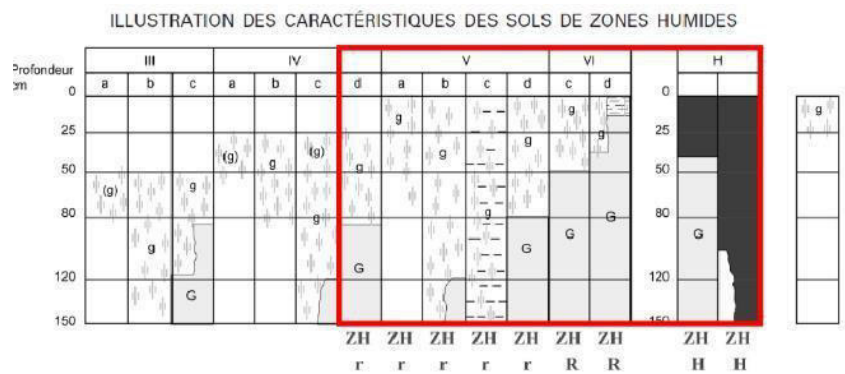 ILLUSTRATION DES CARACTÉRISTIQUES DES SOLS DE ZONES HUMIDES
III IV V VI H
Profondeur
cm
a b c a b c d a b c d c d
0 0
25 25
50 50
80 80
120 120
150 150
(g) g g (g) g (g) g g g g g g g g
g g
G G G G G G
g
ZH ZH ZH ZH ZH ZH ZH ZH ZH
r r r r r R R H H